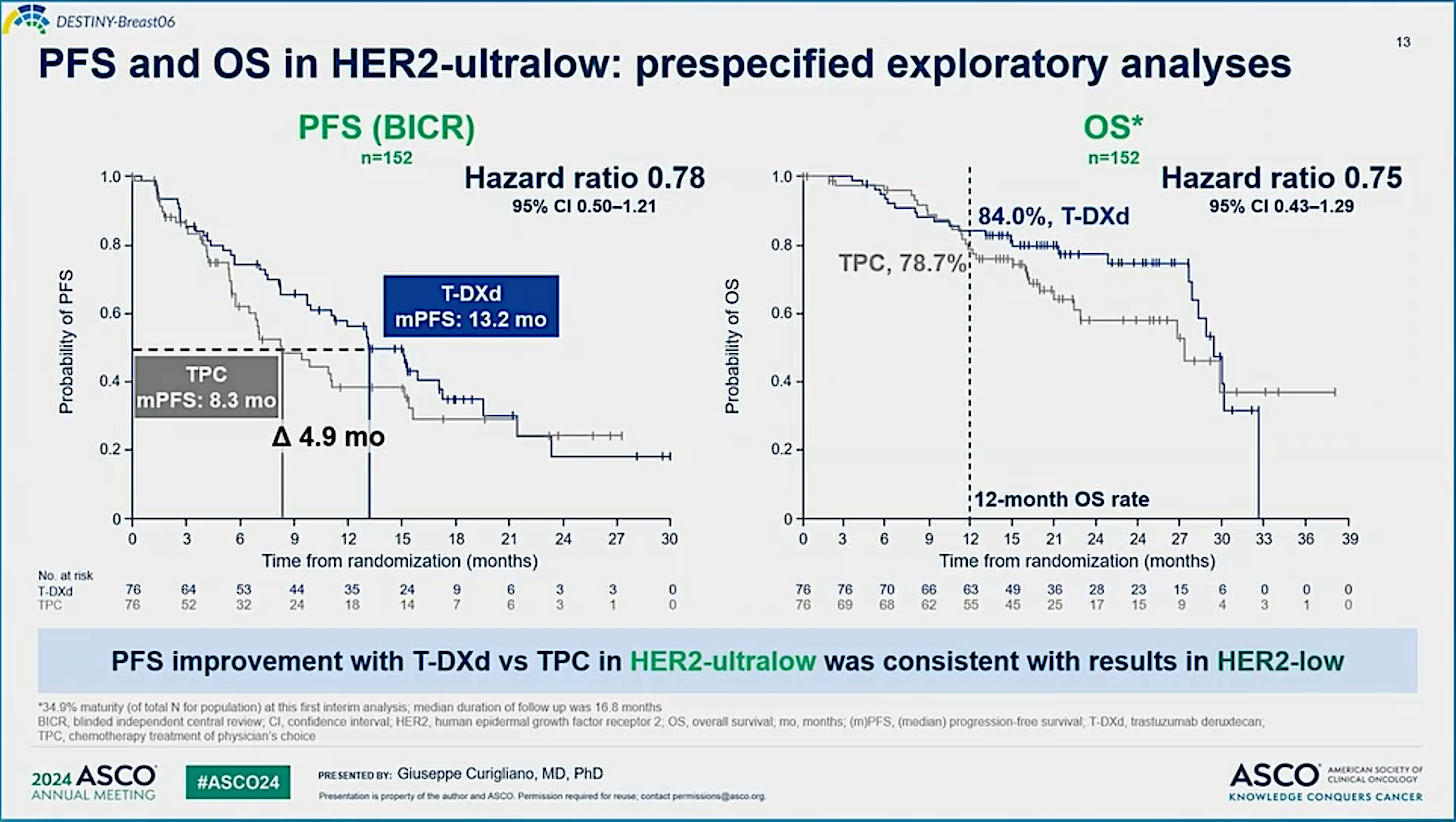 DESTINY-Breast06
13
PFS and OS in HER2-ultralow: prespecified exploratory analyses
PFS (BICR)
n=152
Hazard ratio 0.78
95% CI 0.50–1.21
Probability of PFS
1.0
0.8
0.6
0.4
0.2
0
T-DXd
mPFS: 13.2 mo
TPC
mPFS: 8.3 mo
Δ 4.9 mo
0 3 6 9 12 15 18 21 24 27 30
Time from randomization (months)
No. at risk
T-DXd 76 64 53 44 35 24 9 6 3 3 0
TPC 76 52 32 24 18 14 7 6 3 1 0
OS*
n=152
Hazard ratio 0.75
95% CI 0.43–1.29
Probability of OS
1.0
0.8
0.6
0.4
0.2
0
84.0%, T-DXd
TPC, 78.7%
12-month OS rate
0 3 6 9 12 15 21 24 24 27 30 33 36 39
Time from randomization (months)
76 76 70 66 63 49 36 28 23 15 6 0 0 0
76 69 68 62 55 45 25 17 15 9 4 3 1 0
PFS improvement with T-DXd vs TPC in HER2-ultralow was consistent with results in HER2-low
*34.9% maturity (of total N for population) at this first interim analysis; median duration of follow up was 16.8 months
BICR, blinded independent central review; CI, confidence interval; HER2, human epidermal growth factor receptor 2; OS, overall survival; mo, months; (m)PFS, (median) progression-free survival; T-DXd, trastuzumab deruxtecan;
TPC, chemotherapy treatment of physician's choice
2024 ASCO®
ANNUAL MEETING
#ASCO24
PRESENTED BY: Giuseppe Curigliano, MD, PhD
Presentation is property of the author and ASCO. Permission required for reuse; contact permissions@asco.org.
ASCO® AMERICAN SOCIETY OF
CLINICAL ONCOLOGY
KNOWLEDGE CONQUERS CANCER